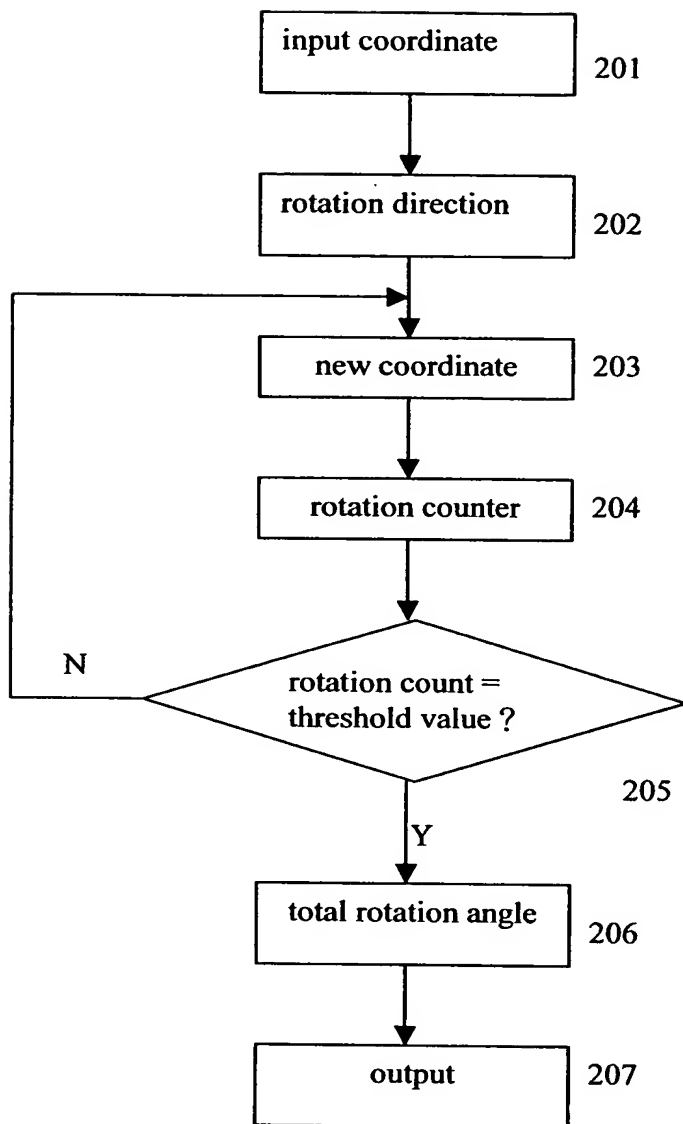 input coordinate
201
rotation direction
202
new coordinate
203
rotation counter
204
N
rotation count =
threshold value ?
205
Y
total rotation angle
206
output
207